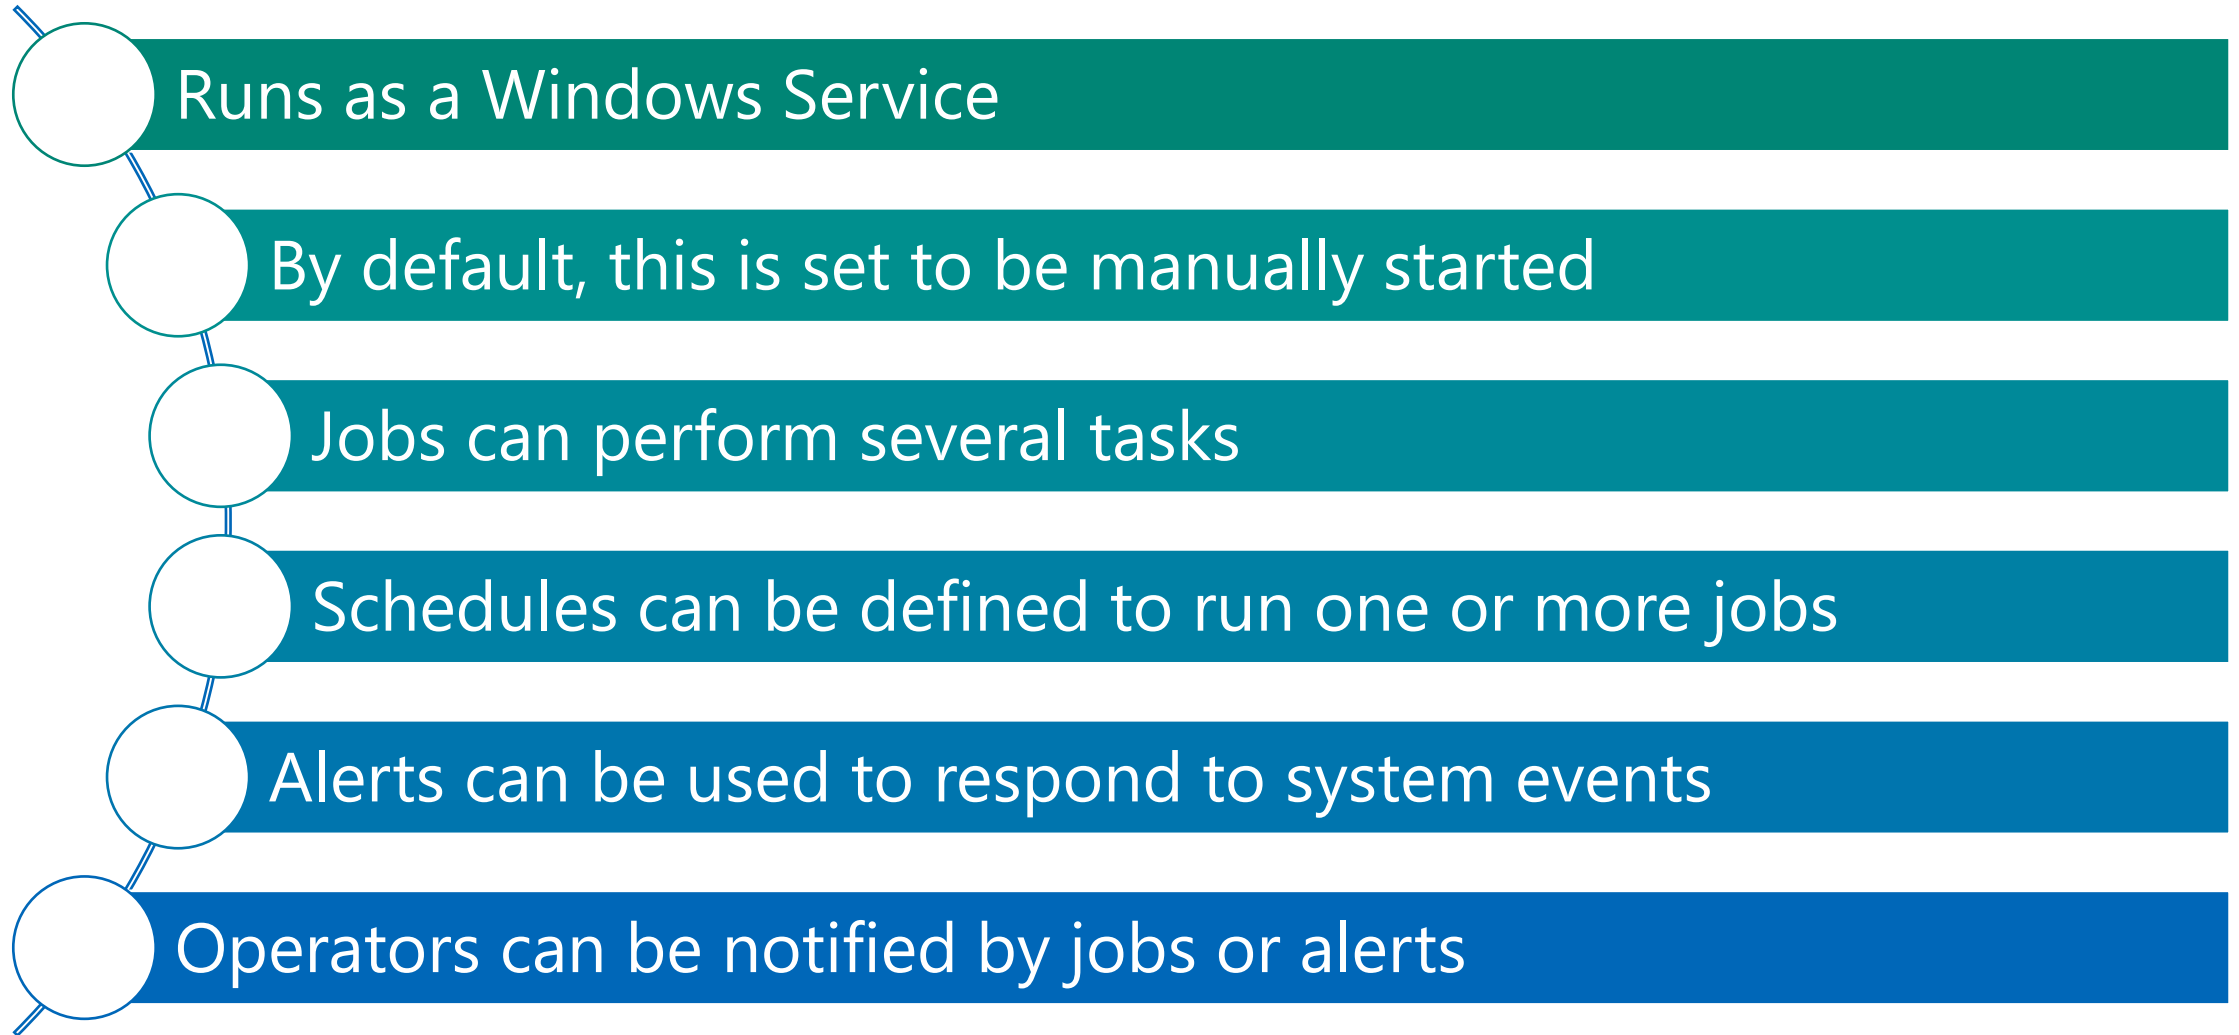 Runs as a Windows Service
By default, this is set to be manually started
Jobs can perform several tasks
Schedules can be defined to run one or more jobs
Alerts can be used to respond to system events
Operators can be notified by jobs or alerts